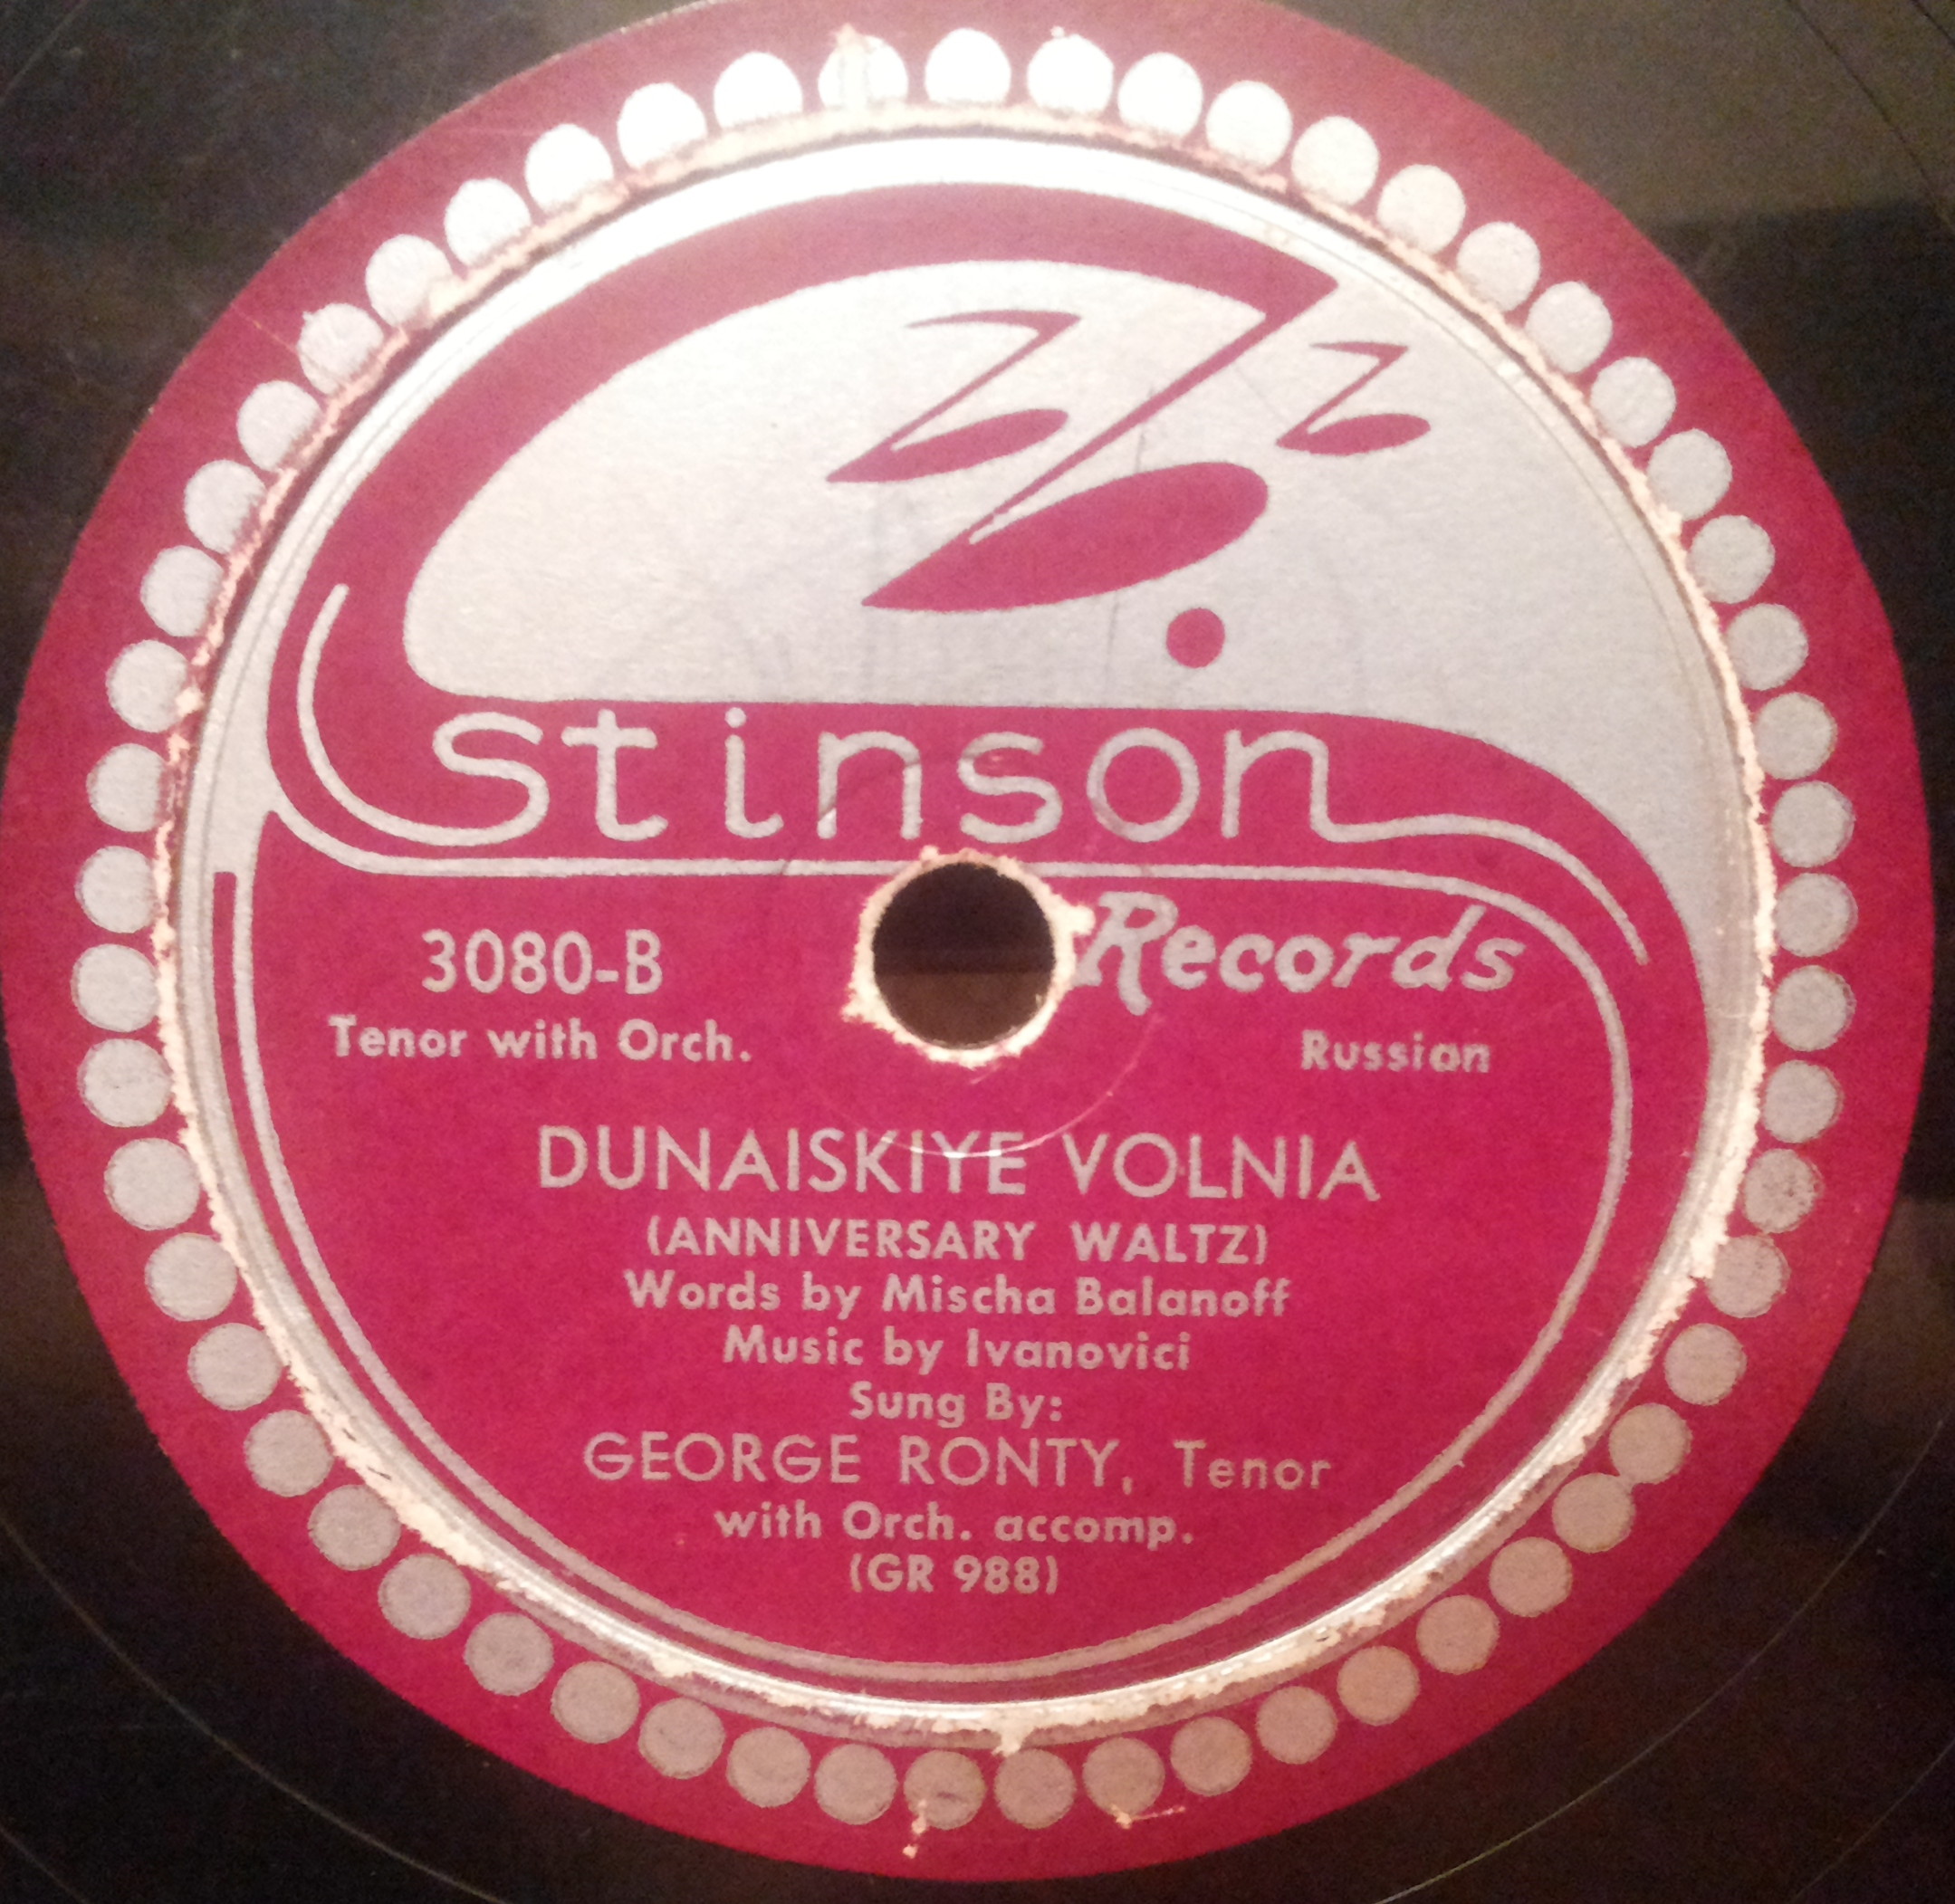 Stinson
Records
3080-B
Tenor with Orch.
Russian
DUNAISKIYE VOLNIA
(ANNIVERSARY WALTZ)
Words by Mischa Balanoff
Music by Ivanovici
Sung By:
GEORGE RONTY, Tenor
with Orch. accomp.
(GR 988)